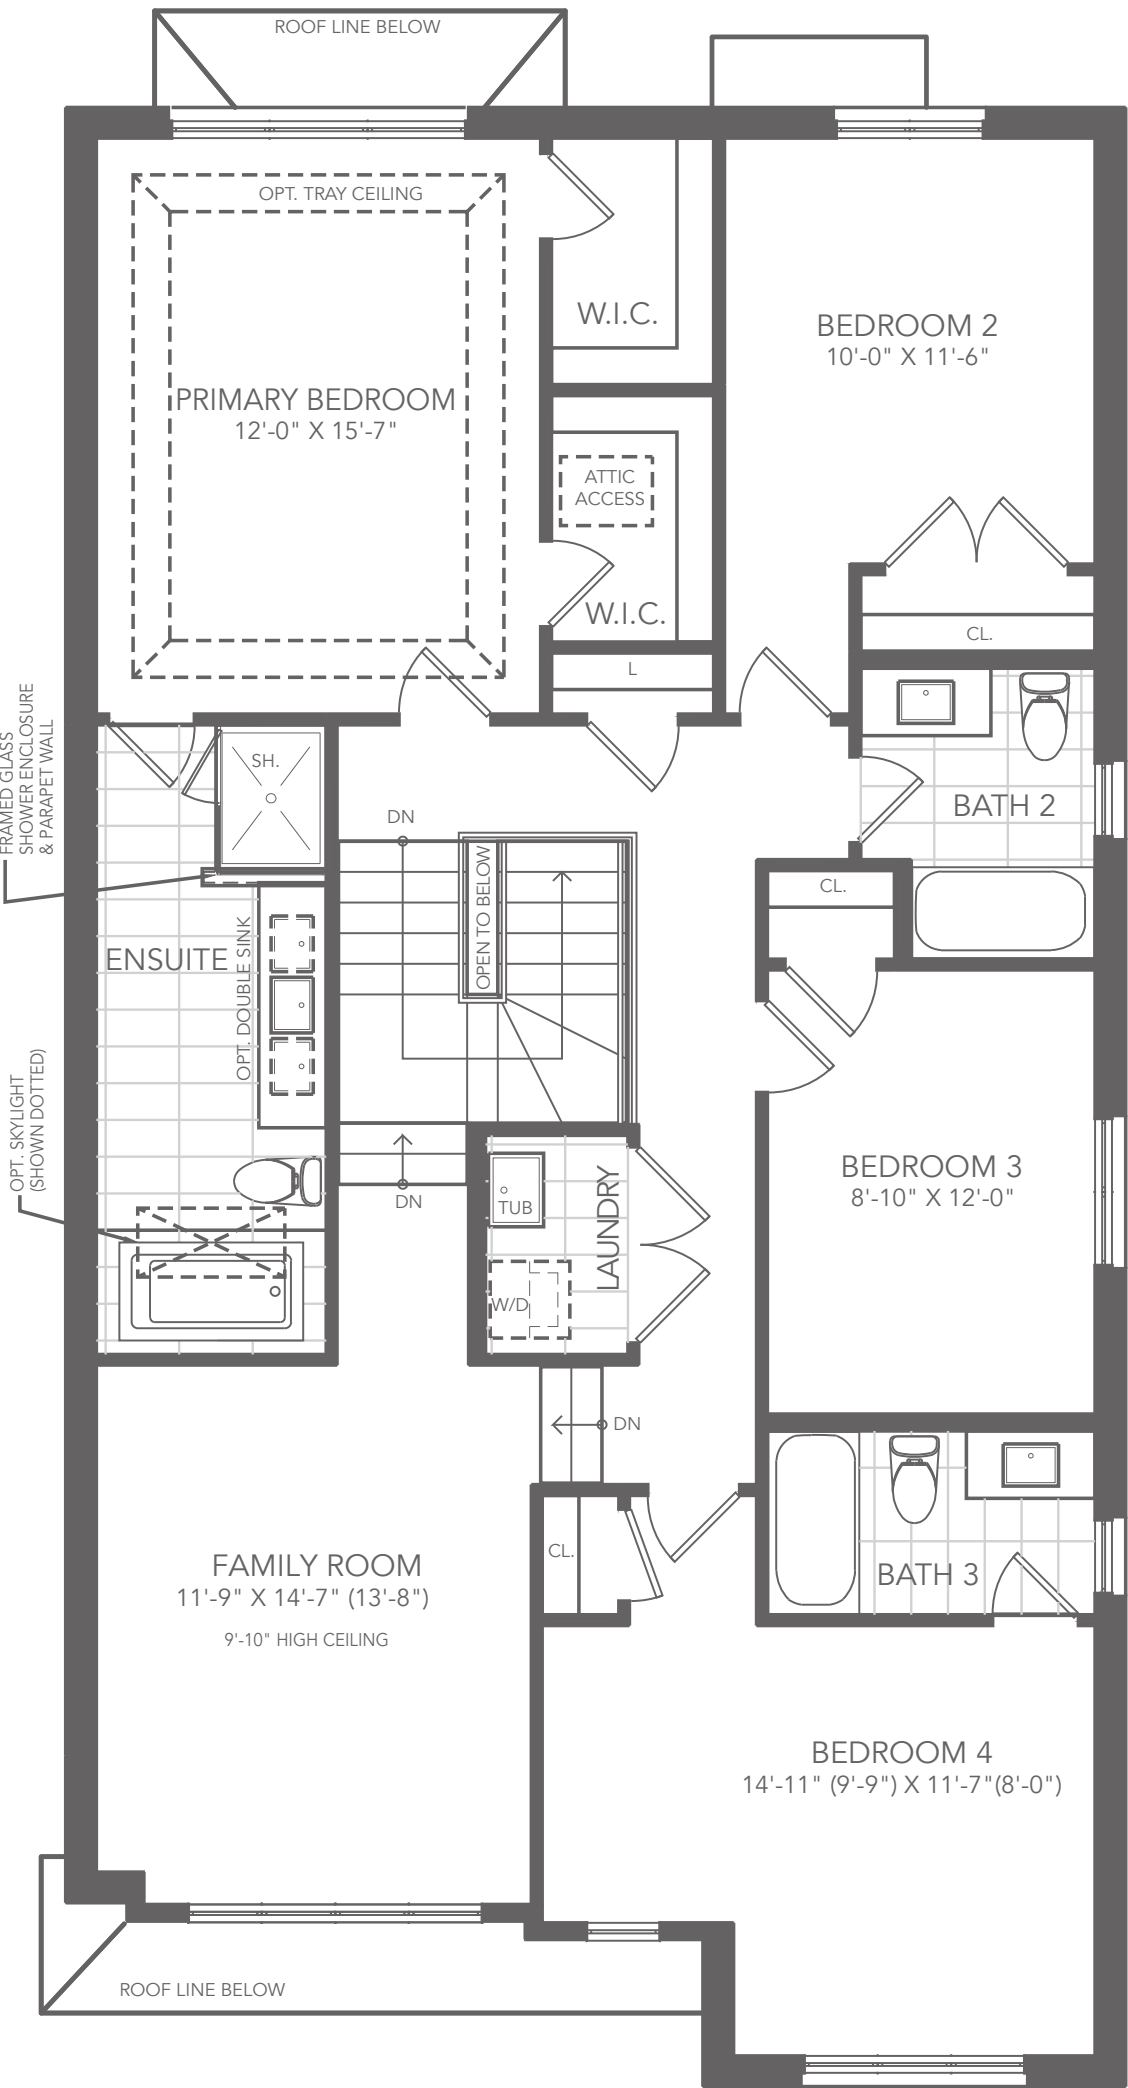 ROOF LINE BELOW
OPT. TRAY CEILING
W.I.C.
BEDROOM 2
10'-0" X 11'-6"
PRIMARY BEDROOM
12'-0" X 15'-7"
ATTIC
ACCESS
W.I.C.
CL.
L
FRAMED GLASS
SHOWER ENCLOSURE
& PARAPET WALL
SH.
DN
BATH 2
OPEN TO BELOW
CL.
ENSUITE
OPT. DOUBLE SINK
OPT. SKYLIGHT
(SHOWN DOTTED)
BEDROOM 3
8'-10" X 12'-0"
DN
TUB
LAUNDRY
W/D
DN
CL.
FAMILY ROOM
11'-9" X 14'-7" (13'-8")
9'-10" HIGH CEILING
BATH 3
BEDROOM 4
14'-11" (9'-9") X 11'-7"(8'-0")
ROOF LINE BELOW